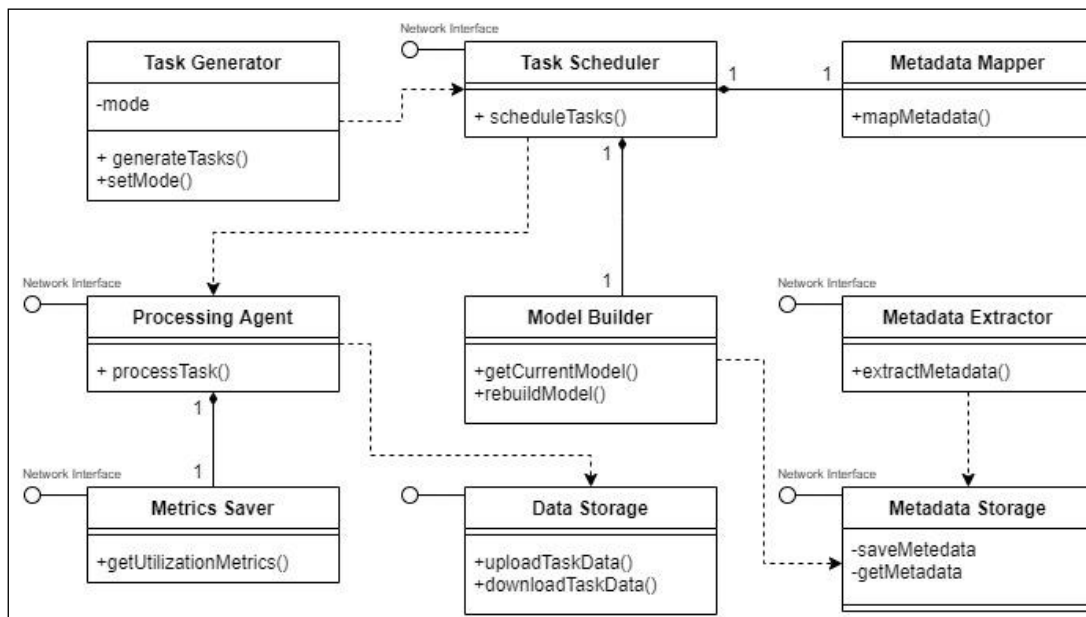 Network Interface
Task Generator
-mode
+ generateTasks()
+setMode()
Task Scheduler
+ scheduleTasks()
1
1
Metadata Mapper
+mapMetadata()
1
1
Network Interface
Processing Agent
+ processTask()
1
1
Model Builder
+getCurrentModel()
+rebuildModel()
Network Interface
Metadata Extractor
+extractMetadata()
Network Interface
Metrics Saver
+getUtilizationMetrics()
Network Interface
Data Storage
+uploadTaskData()
+downloadTaskData()
Network Interface
Metadata Storage
-saveMetedata
-getMetadata